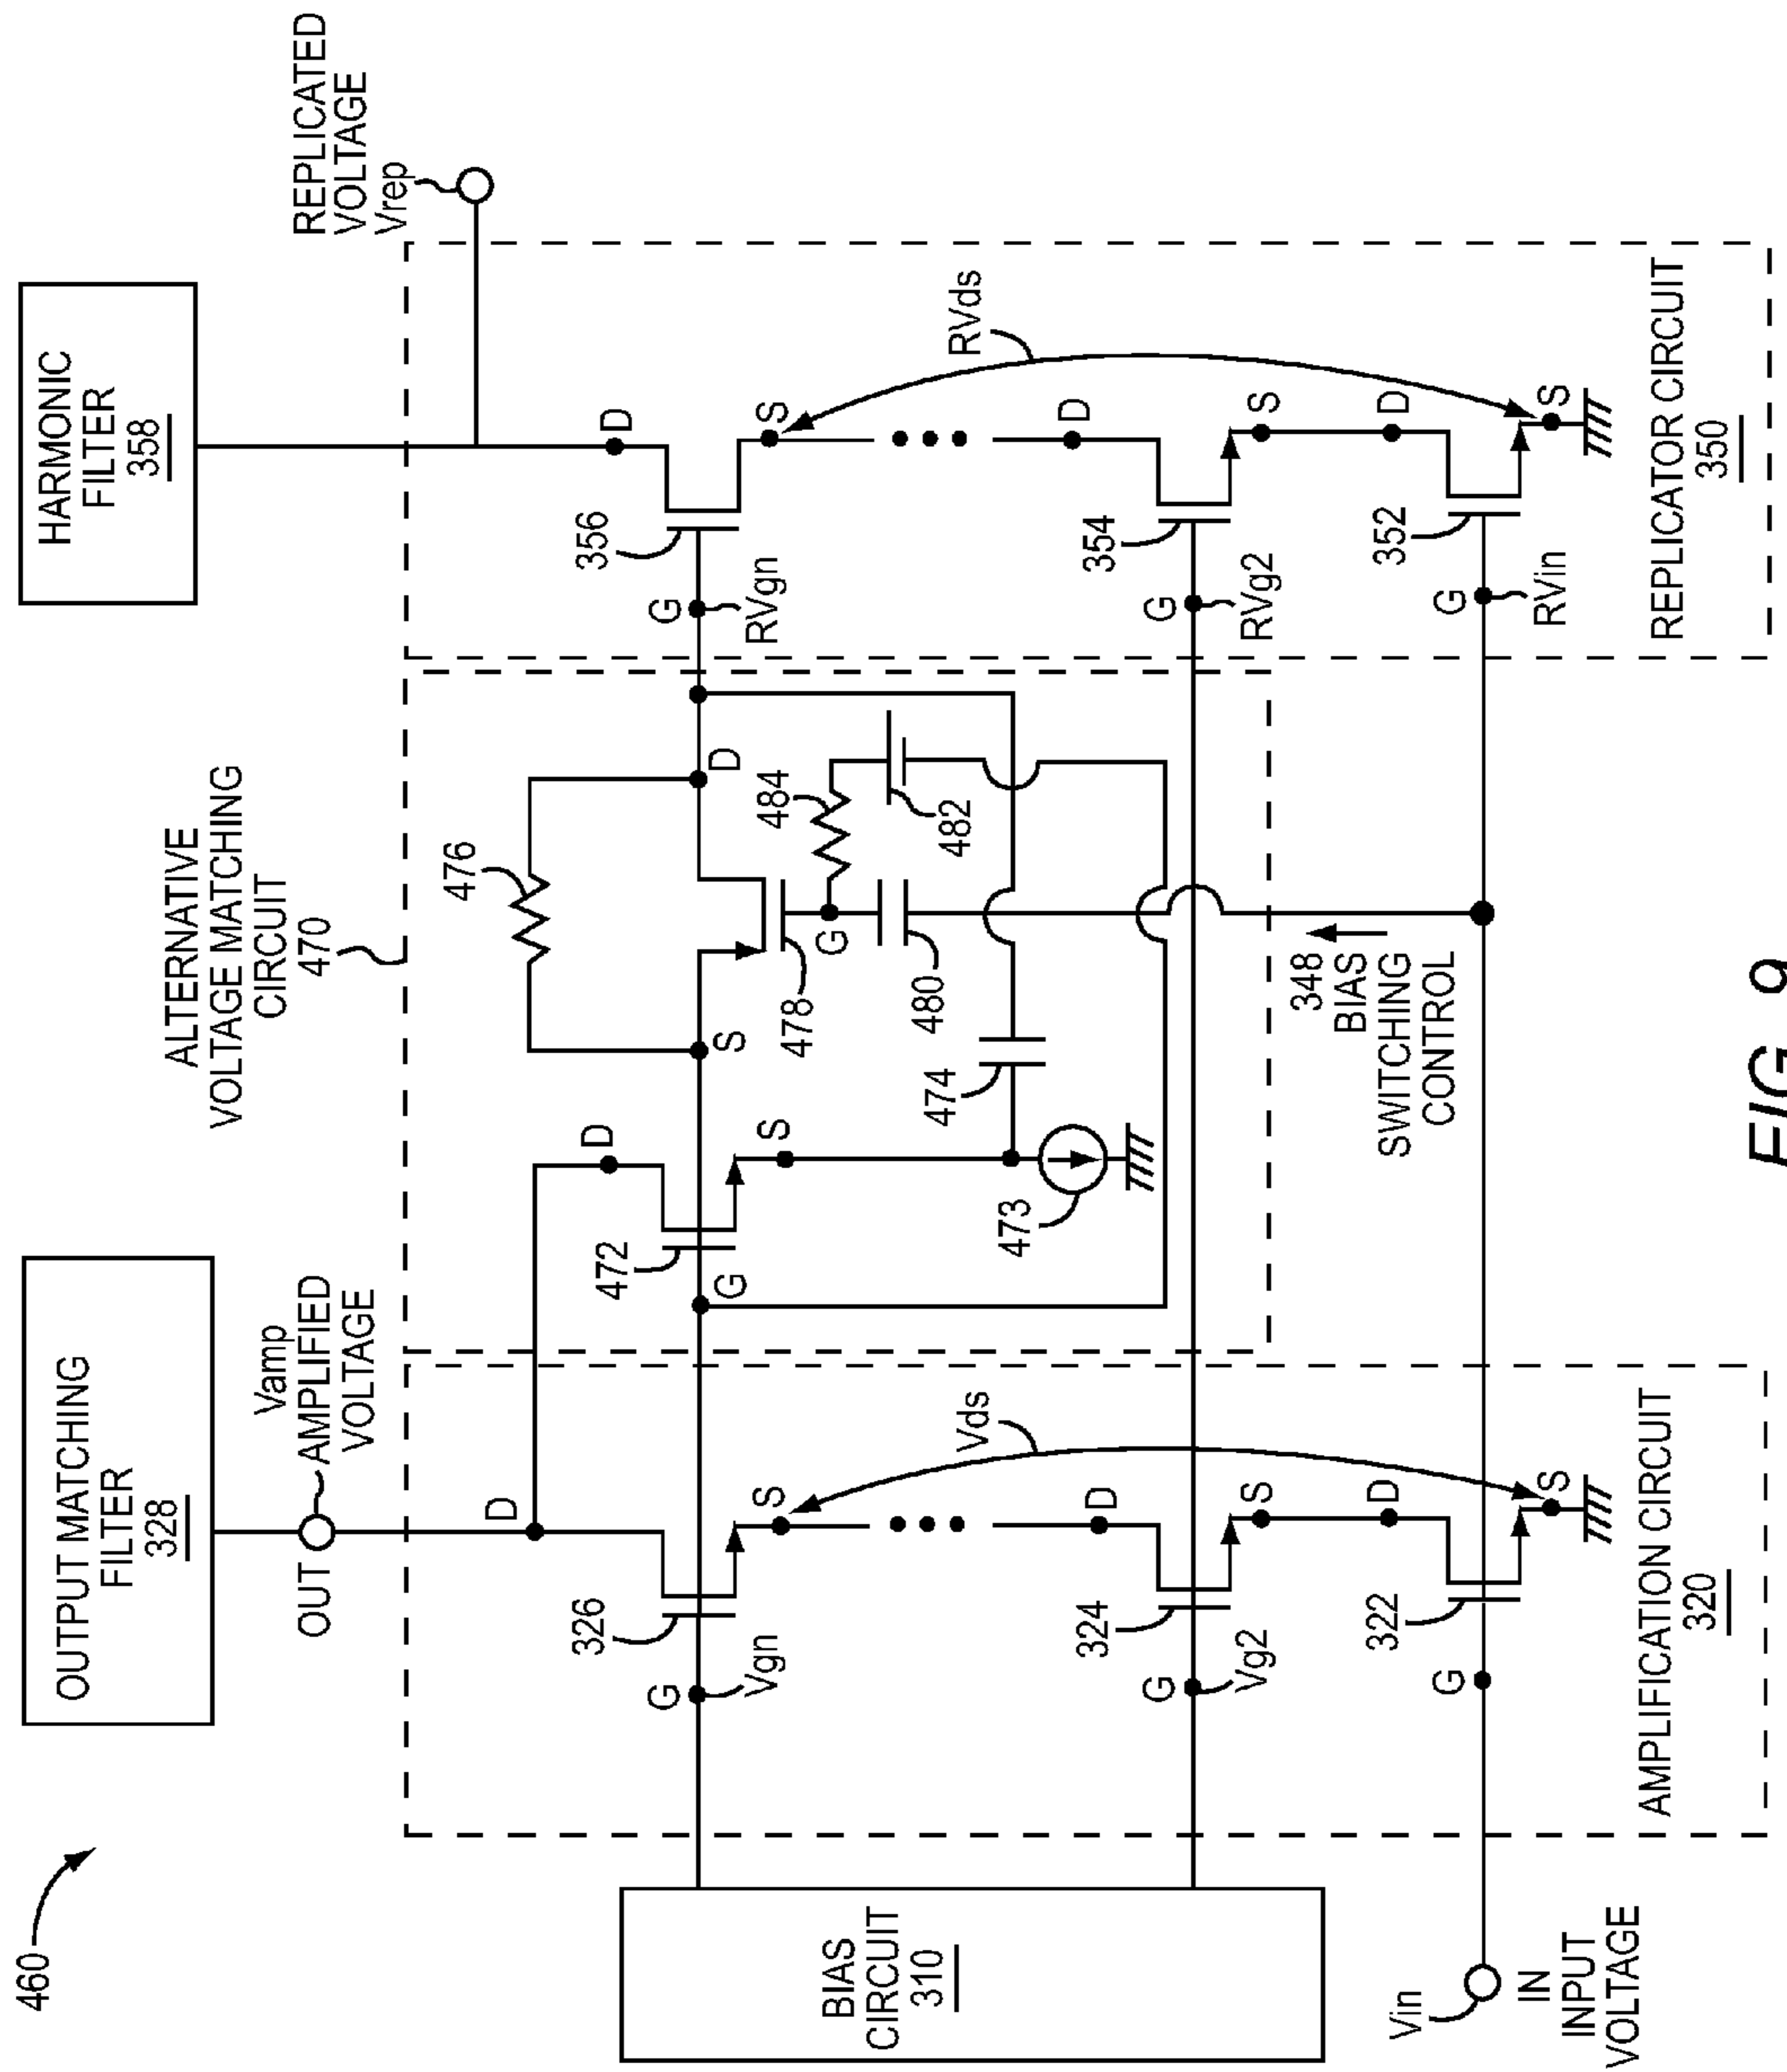 460
OUTPUT MATCHING
FILTER
328
HARMONIC
FILTER
358
Vamp
AMPLIFIED
VOLTAGE
OUT
ALTERNATIVE
VOLTAGE MATCHING
CIRCUIT
470
REPLICATED
VOLTAGE
Vrep
D
D
476
D
D
326
472
S
484
356
G
Vgn
S
G
S
S
478
G
482
G
RVgn
S
Vds
473
474
480
RVds
BIAS
CIRCUIT
310
D
D
324
354
G
Vg2
S
G
RVg2
S
348
BIAS
SWITCHING
CONTROL
D
D
322
352
G
S
G
RVin
S
Vin
IN
INPUT
VOLTAGE
AMPLIFICATION CIRCUIT
320
REPLICATOR CIRCUIT
350
FIG. 9